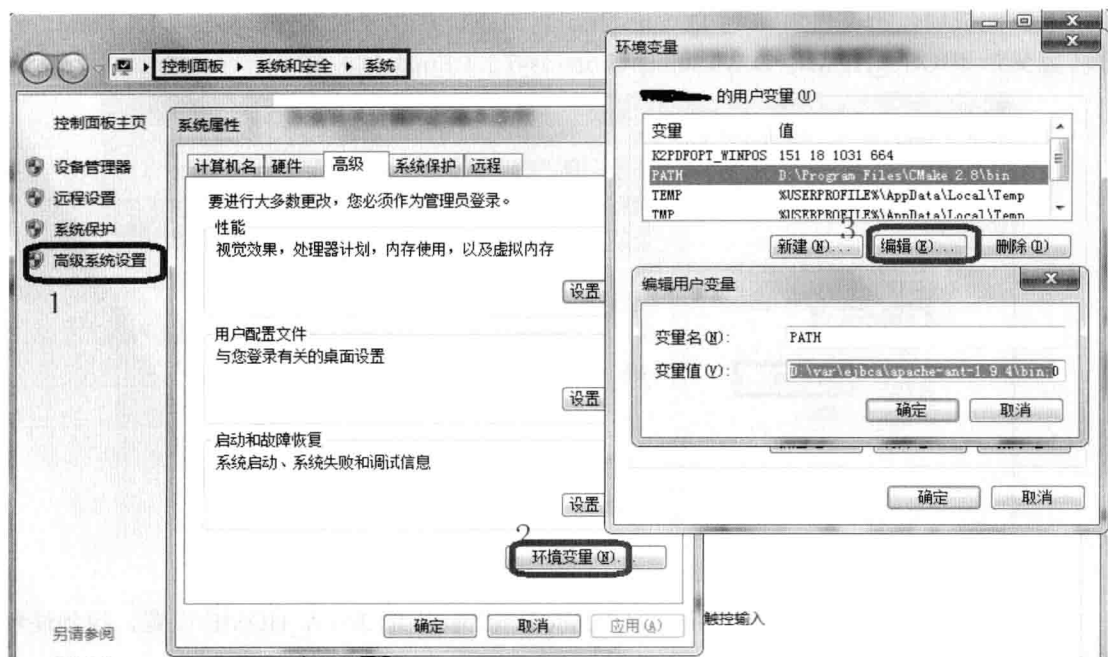 控制面板 ▸ 系统和安全 ▸ 系统
控制面板主页
设备管理器
远程设置
系统保护
高级系统设置
1
另请参阅
系统属性
计算机名 硬件 高级 系统保护 远程
要进行大多数更改，您必须作为管理员登录。
性能
视觉效果，处理器计划，内存使用，以及虚拟内存
设置
用户配置文件
与您登录有关的桌面设置
设置
启动和故障恢复
系统启动、系统失败和调试信息
设置
2
环境变量(N)...
确定 取消 应用(A)
触控输入
环境变量
的用户变量(U)
变量 值
K2PDFOPT_WINPOS 151 18 1031 664
PATH D:\Program Files\CMake 2.8\bin
TEMP %USERPROFILE%\AppData\Local\Temp
TMP %USERPROFILE%\AppData\Local\Temp
3
新建(N)... 编辑(E)... 删除(D)
编辑用户变量
变量名(N): PATH
变量值(V): D:\var\ejbca\apache-ant-1.9.4\bin;D
确定 取消
确定 取消